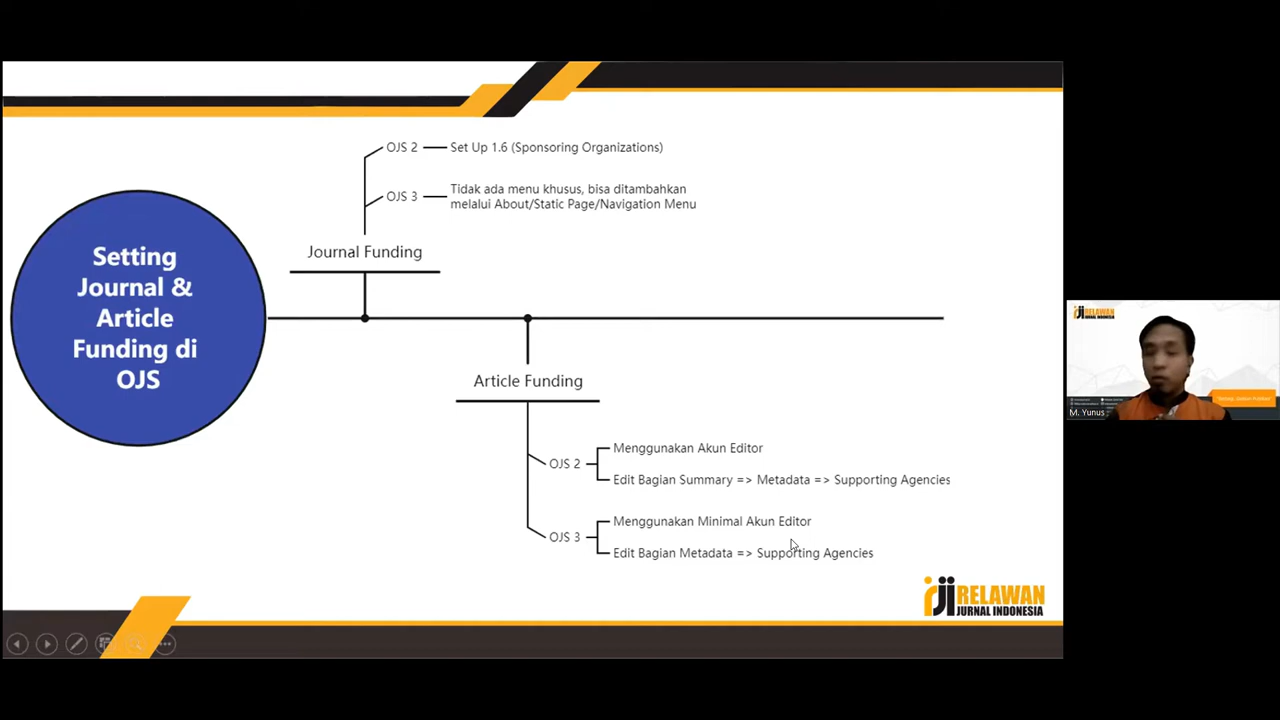 Setting
Journal &
Article
Funding di
OJS
OJS 2
Set Up 1.6 (Sponsoring Organizations)
OJS 3
Tidak ada menu khusus, bisa ditambahkan
melalui About/Static Page/Navigation Menu
Journal Funding
Article Funding
OJS 2
Menggunakan Akun Editor
Edit Bagian Summary => Metadata => Supporting Agencies
OJS 3
Menggunakan Minimal Akun Editor
Edit Bagian Metadata => Supporting Agencies
RELAWAN
JURNAL INDONESIA
RELAWAN
JURNAL INDONESIA
M. Yunus